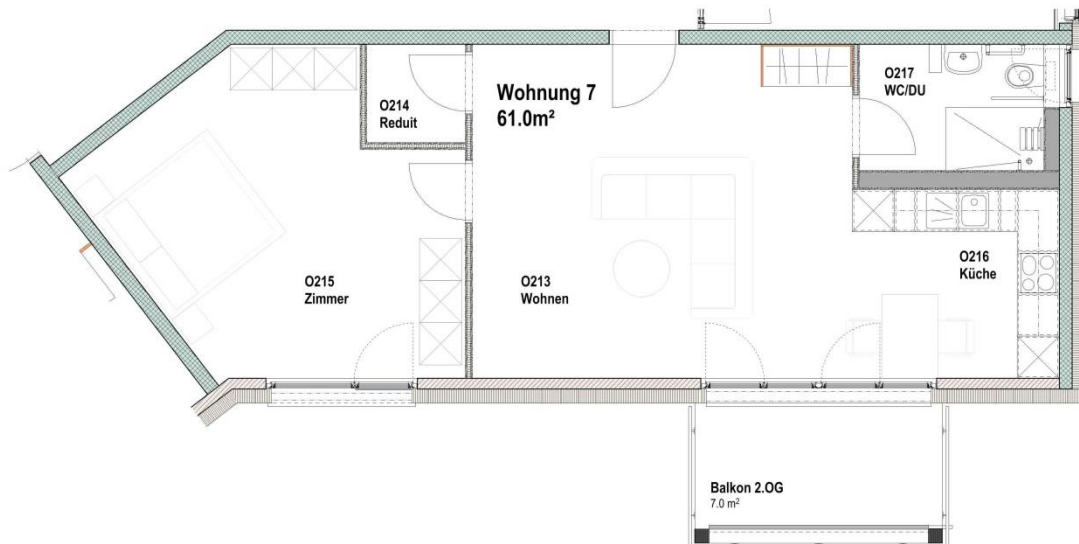 Wohnung 7
61.0m²
O214
Reduit
O217
WC/DU
O215
Zimmer
O213
Wohnen
O216
Küche
Balkon 2.OG
7.0 m²